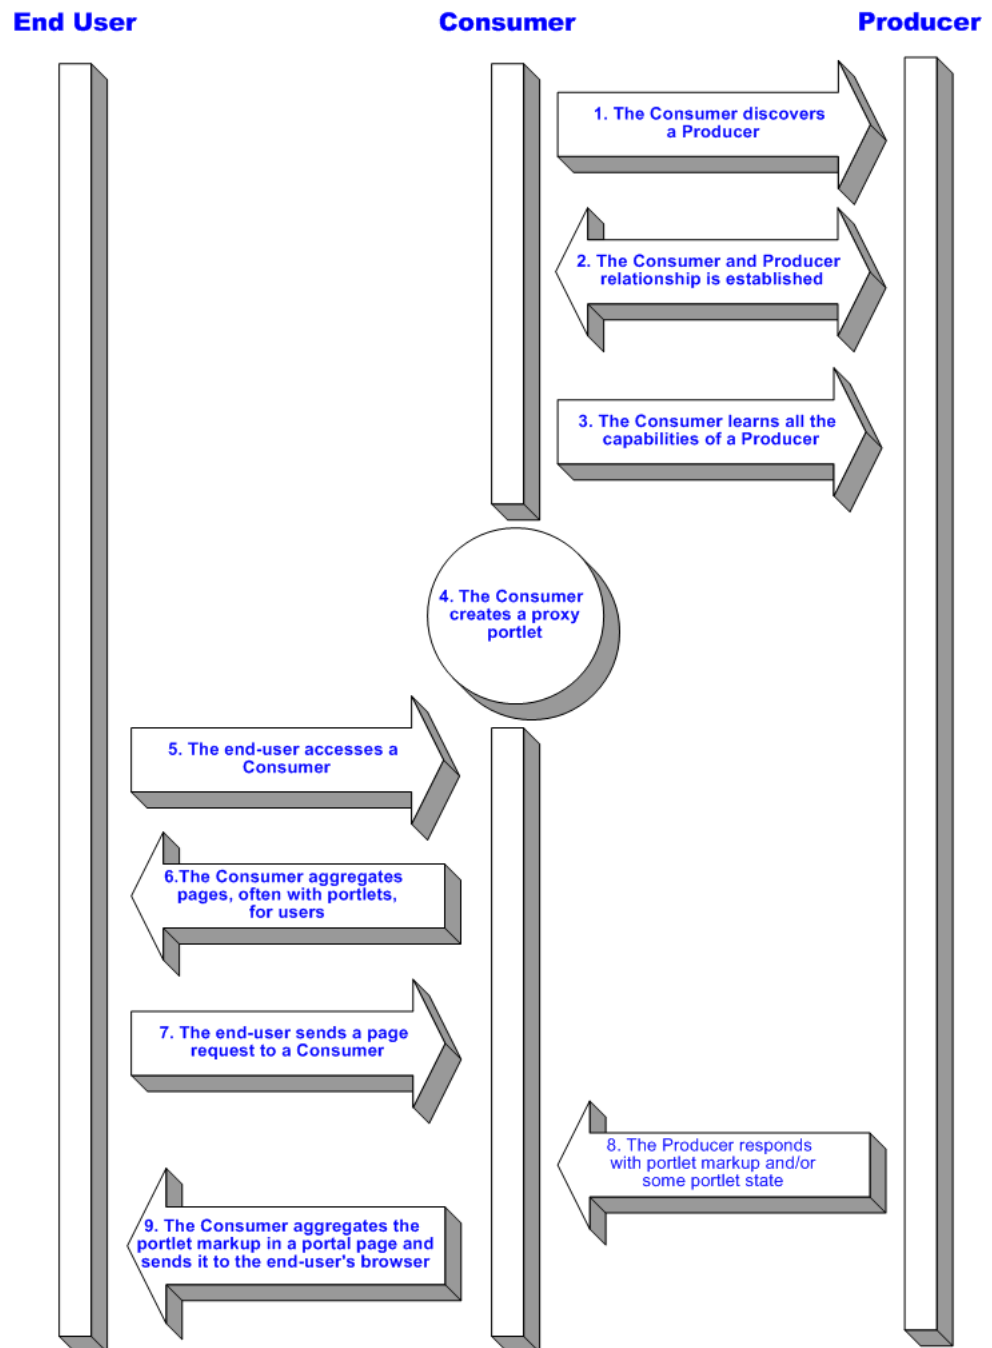 End User
Consumer
Producer
1. The Consumer discovers
a Producer
2. The Consumer and Producer
relationship is established
3. The Consumer learns all the
capabilities of a Producer
4. The Consumer
creates a proxy
portlet
5. The end-user accesses a
Consumer
6.The Consumer aggregates
pages, often with portlets,
for users
7. The end-user sends a page
request to a Consumer
8. The Producer responds
with portlet markup and/or
some portlet state
9. The Consumer aggregates the
portlet markup in a portal page and
sends it to the end-user's browser